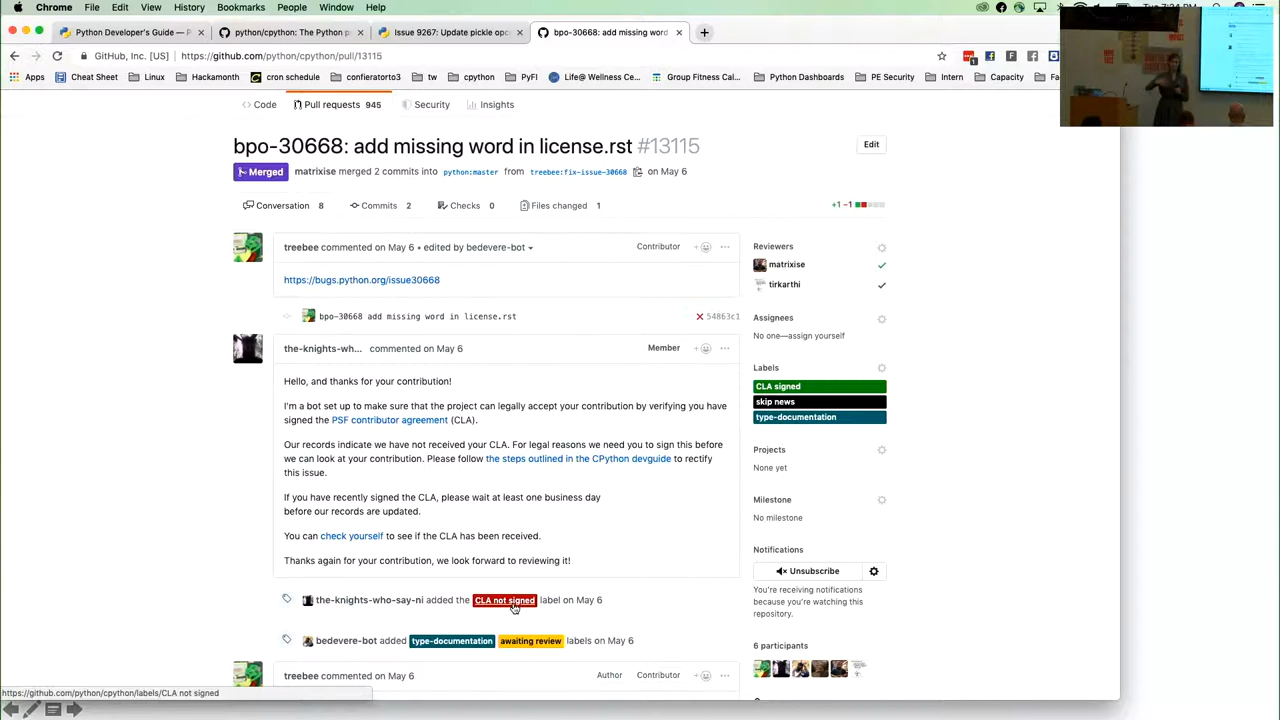 Chrome File Edit View History Bookmarks People Window Help
Python Developer's Guide — P × python/cpython: The Python p × Issue 9267: Update pickle opc × bpo-30668: add missing word × +
GitHub, Inc. [US] https://github.com/python/cpython/pull/13115
Apps Cheat Sheet Linux Hackamonth con schedule confieratorto3 tw cpython PyFI Life@ Wellness Ce... Group Fitness Cal... Python Dashboards PE Security Intern Capacity
Code Pull requests 945 Security Insights
bpo-30668: add missing word in license.rst #13115
Edit
Merged matrixise merged 2 commits into python:master from treebee:fix-issue-30668 on May 6
Conversation 8 Commits 2 Checks 0 Files changed 1 +1 −1
treebee commented on May 6 • edited by bedevere-bot Contributor
https://bugs.python.org/issue30668
bpo-30668 add missing word in license.rst 54863c1
the-knights-wh... commented on May 6 Member
Hello, and thanks for your contribution!
I'm a bot set up to make sure that the project can legally accept your contribution by verifying you have
signed the PSF contributor agreement (CLA).
Our records indicate we have not received your CLA. For legal reasons we need you to sign this before
we can look at your contribution. Please follow the steps outlined in the CPython devguide to rectify
this issue.
If you have recently signed the CLA, please wait at least one business day
before our records are updated.
You can check yourself to see if the CLA has been received.
Thanks again for your contribution, we look forward to reviewing it!
the-knights-who-say-ni added the CLA not signed label on May 6
bedevere-bot added type-documentation awaiting review labels on May 6
treebee commented on May 6 Author Contributor
Reviewers
matrixise
tirkarthi
Assignees
No one—assign yourself
Labels
CLA signed
skip news
type-documentation
Projects
None yet
Milestone
No milestone
Notifications
Unsubscribe
You're receiving notifications
because you're watching this
repository.
6 participants
https://github.com/python/cpython/labels/CLA not signed